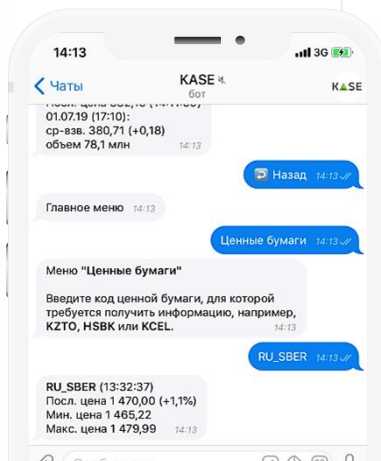 14:13
3G
Чаты
KASE
бот
KASE
01.07.19 (17:10):
ср-взв. 380,71 (+0,18)
объем 78,1 млн 14:13
Назад 14:13
Главное меню 14:13
Ценные бумаги 14:13
Меню "Ценные бумаги"
Введите код ценной бумаги, для которой
требуется получить информацию, например,
KZTO, HSBK или KCEL. 14:13
RU_SBER 14:13
RU_SBER (13:32:37)
Посл. цена 1 470,00 (+1,1%)
Мин. цена 1 465,22
Макс. цена 1 479,99 14:13